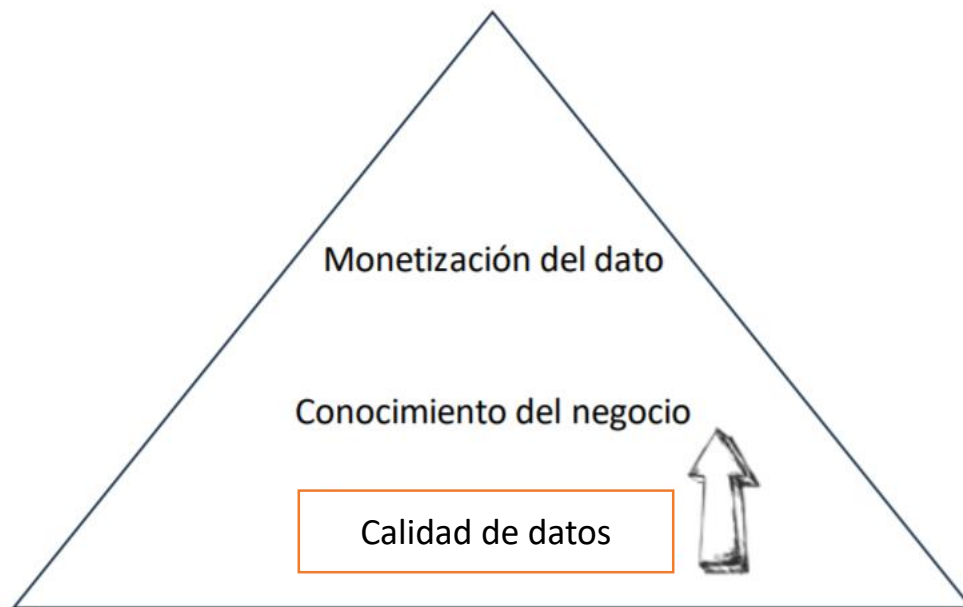 Monetización del dato
Conocimiento del negocio
Calidad de datos